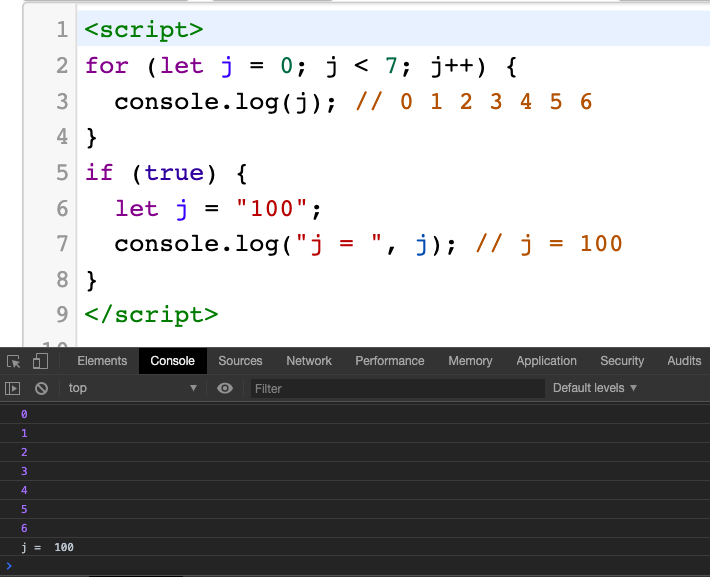 1 <script>
2 for (let j = 0; j < 7; j++) {
3   console.log(j); // 0 1 2 3 4 5 6
4 }
5 if (true) {
6   let j = "100";
7   console.log("j = ", j); // j = 100
8 }
9 </script>
10
Elements Console Sources Network Performance Memory Application Security Audits
top ▼ Filter Default levels ▼
0
1
2
3
4
5
6
j =  100
>